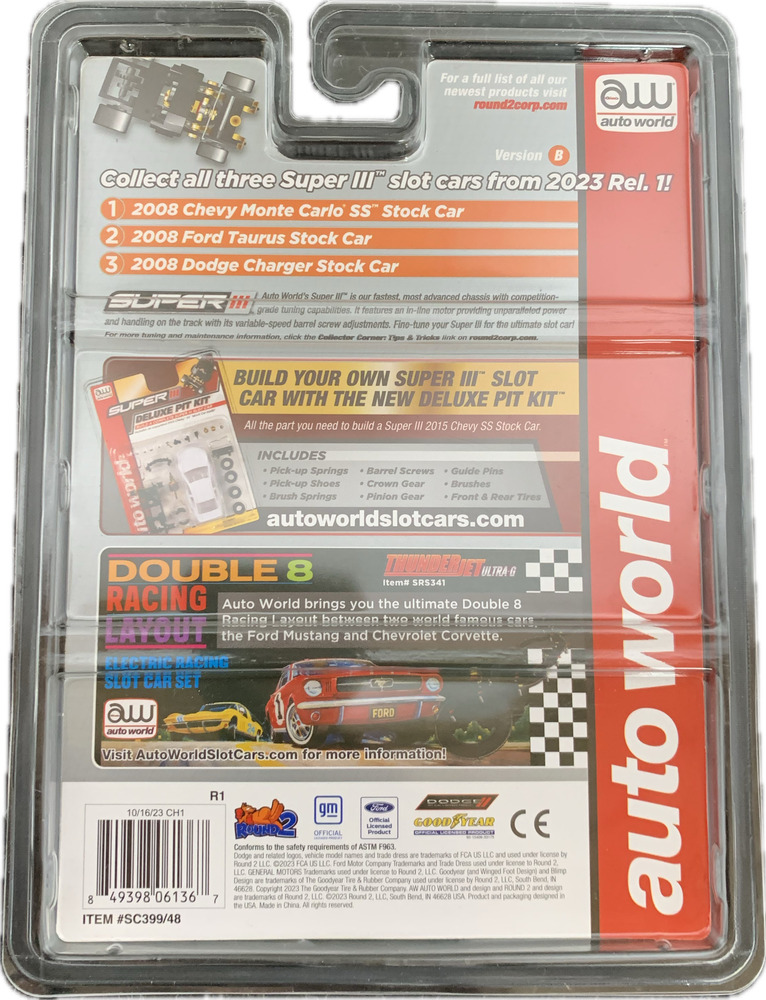 For a full list of all our
newest products visit
round2corp.com
aw
auto world
Version B
Collect all three Super III™ slot cars from 2023 Rel. 1!
1 2008 Chevy Monte Carlo® SS™ Stock Car
2 2008 Ford Taurus Stock Car
3 2008 Dodge Charger Stock Car
SUPER III Auto World's Super III™ is our fastest, most advanced chassis with competition-
grade tuning capabilities. It features an in-line motor providing unparalleled power
and handling on the track with its variable-speed barrel screw adjustments. Fine-tune your Super III for the ultimate slot car!
For more tuning and maintenance information, click the Collector Corner: Tips & Tricks link on round2corp.com.
aw
SUPER III
DELUXE PIT KIT
auto world
BUILD YOUR OWN SUPER III™ SLOT
CAR WITH THE NEW DELUXE PIT KIT™
All the part you need to build a Super III 2015 Chevy SS Stock Car.
INCLUDES
• Pick-up Springs • Barrel Screws • Guide Pins
• Pick-up Shoes • Crown Gear • Brushes
• Brush Springs • Pinion Gear • Front & Rear Tires
autoworldslotcars.com
DOUBLE 8
RACING
LAYOUT
ELECTRIC RACING
SLOT CAR SET
THUNDERJET ULTRA-G
Item# SRS341
Auto World brings you the ultimate Double 8
Racing Layout between two world famous cars,
the Ford Mustang and Chevrolet Corvette.
FORD
aw
auto world
Visit AutoWorldSlotCars.com for more information!
auto world™
R1
10/16/23 CH1
8 49398 06136 7
ITEM #SC399/48
ROUND 2
gm
OFFICIAL
LICENSED PRODUCT
Ford
Official
Licensed
Product
DODGE
GOODYEAR
OFFICIAL LICENSED PRODUCT
CE
Conforms to the safety requirements of ASTM F963.
Dodge and related logos, vehicle model names and trade dress are trademarks of FCA US LLC and used under license by
Round 2 LLC. ©2023 FCA US LLC. Ford Motor Company Trademarks and Trade Dress used under license to Round 2,
LLC. GENERAL MOTORS Trademarks used under license to Round 2, LLC. Goodyear (and Winged Foot Design) and Blimp
Design are trademarks of The Goodyear Tire & Rubber Company used under license by Round 2, LLC, South Bend, IN
46628. Copyright 2023 The Goodyear Tire & Rubber Company. AW AUTO WORLD and design and ROUND 2 and design
are trademarks of Round 2, LLC. ©2023 Round 2, LLC, South Bend, IN 46628 USA. Product and packaging designed in
the USA. Made in China. All rights reserved.